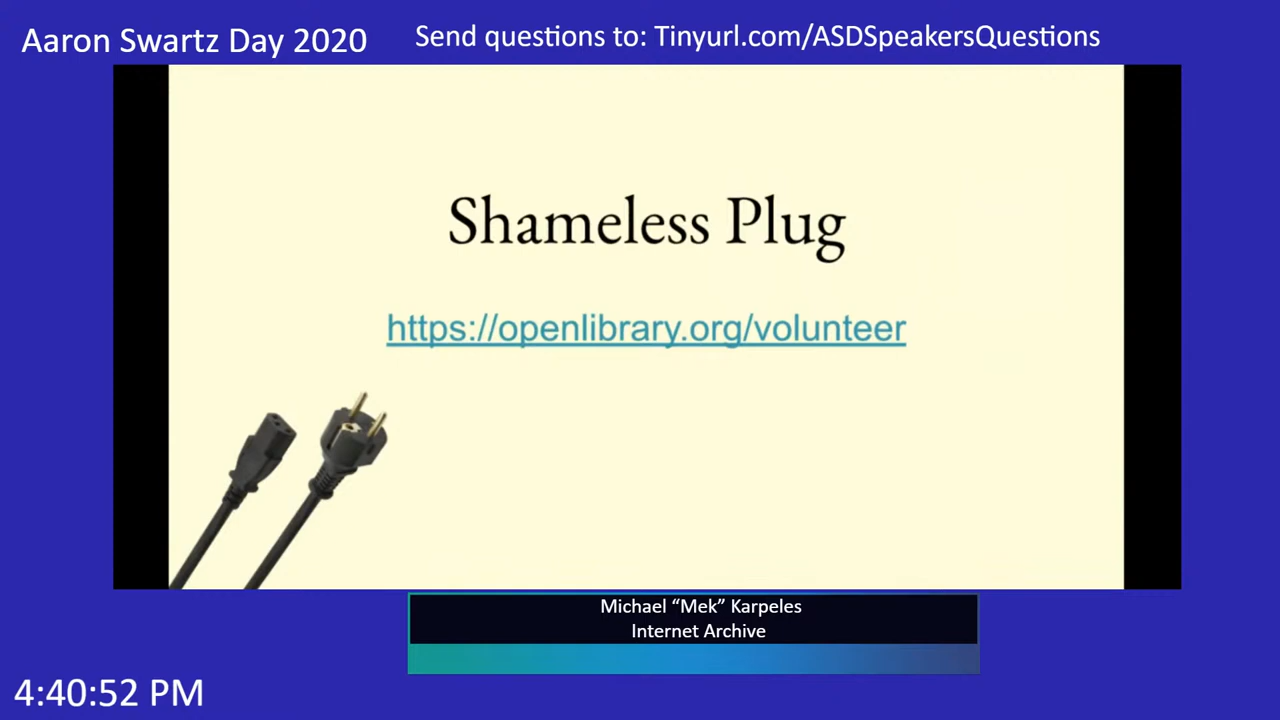 Aaron Swartz Day 2020
Send questions to: Tinyurl.com/ASDSpeakersQuestions
Shameless Plug
https://openlibrary.org/volunteer
Michael “Mek” Karpeles
Internet Archive
4:40:52 PM